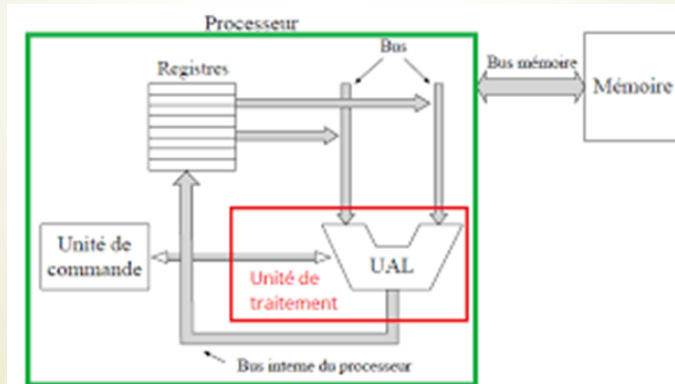 Processeur
Bus
Registres
Bus mémoire
Mémoire
Unité de
commande
UAL
Unité de
traitement
Bus interne du processeur